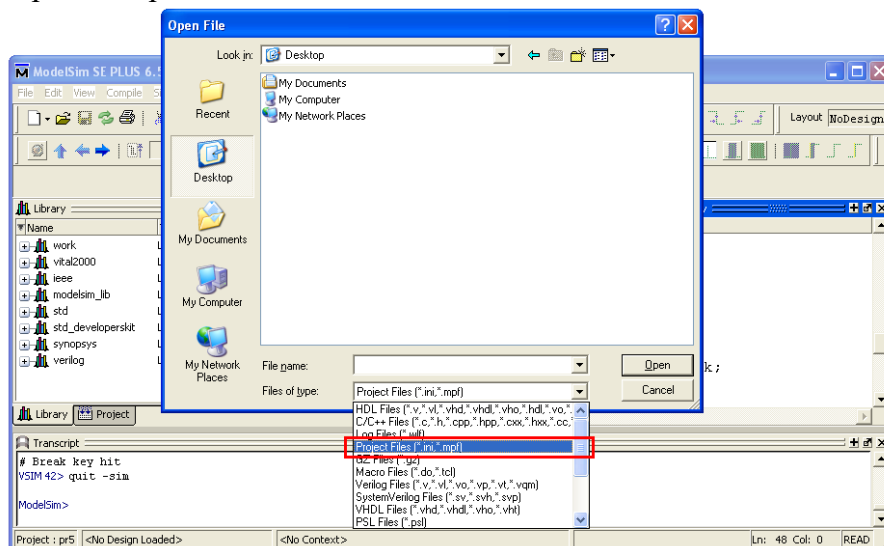 Open File
Look in: Desktop
My Documents
My Computer
My Network Places
Recent
Desktop
My Documents
My Computer
My Network Places
File name:
Open
Files of type: Project Files (*.ini,*.mpf)
Cancel
HDL Files (*.v,*.vl,*.vhd,*.vhdl,*.vho,*.hdl,*.vo,*.
C/C++ Files (*.c,*.h,*.cpp,*.hpp,*.cxx,*.hxx,*.cc,*
Log Files (*.wlf)
Project Files (*.ini,*.mpf)
GZ Files (*.gz)
Macro Files (*.do,*.tcl)
Verilog Files (*.v,*.vl,*.vo,*.vp,*.vt,*.vqm)
SystemVerilog Files (*.sv,*.svh,*.svp)
VHDL Files (*.vhd,*.vhdl,*.vho,*.vht)
PSL Files (*.psl)
ModelSim SE PLUS 6.
File Edit View Compile
Layout NoDesign
Library
Name
work
vital2000
ieee
modelsim_lib
std
std_developerskit
synopsys
verilog
k;
Library Project
Transcript
# Break key hit
VSIM 42> quit -sim
ModelSim>
Project : pr5 <No Design Loaded> <No Context> Ln: 48 Col: 0 READ